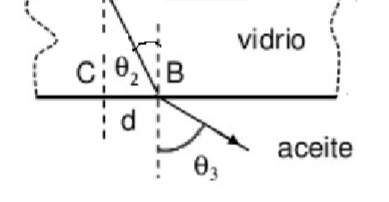 vidrio
C θ2 B
d
aceite
θ3